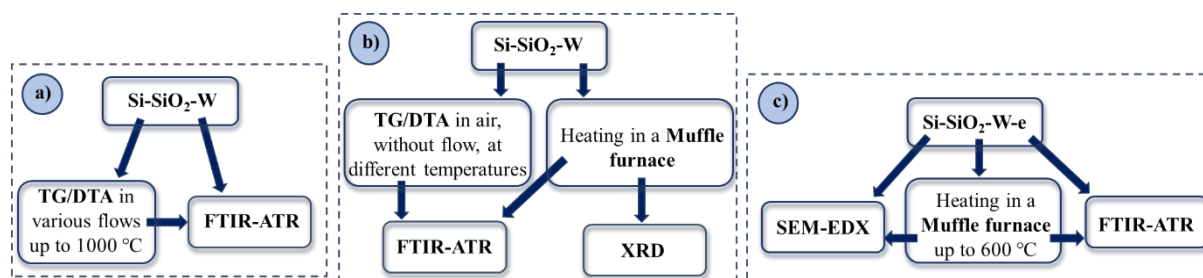 a)
Si-SiO₂-W
TG/DTA in
various flows
up to 1000 ℃
FTIR-ATR
b)
Si-SiO₂-W
TG/DTA in air,
without flow, at
different temperatures
Heating in a Muffle
furnace
FTIR-ATR
XRD
c)
Si-SiO₂-W-e
SEM-EDX
Heating in a
Muffle furnace
up to 600 ℃
FTIR-ATR